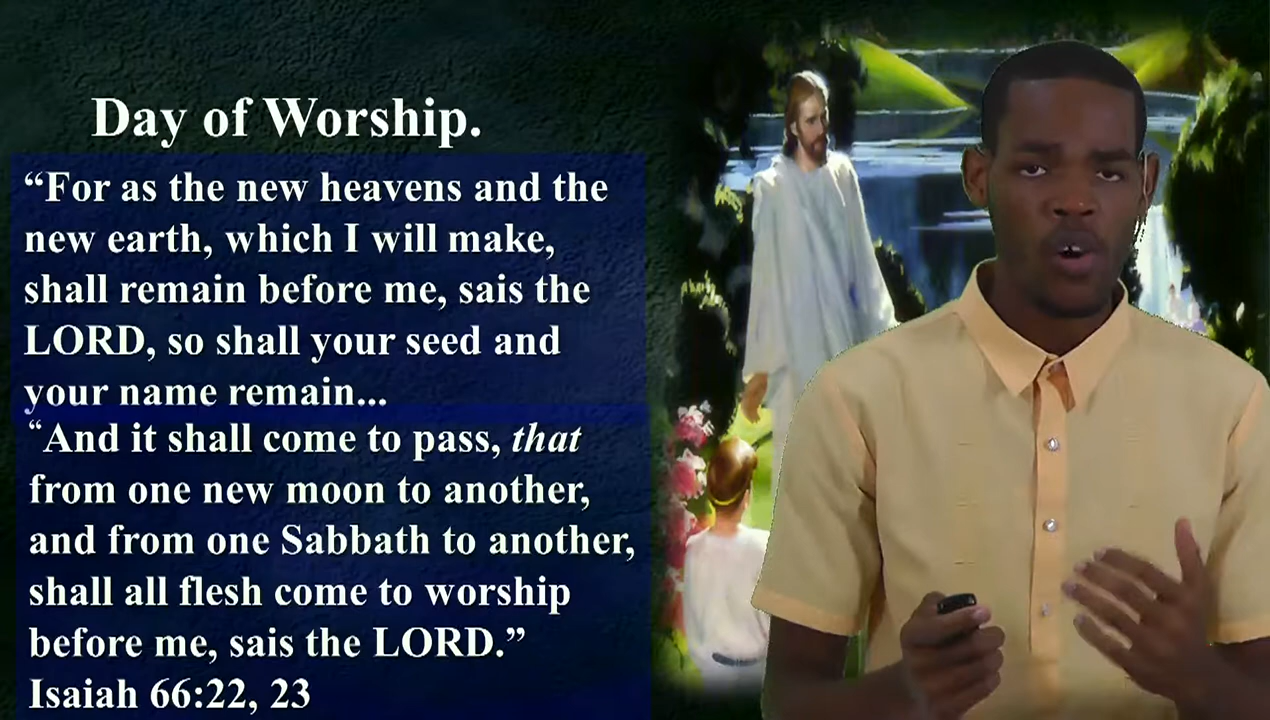 Day of Worship.
“For as the new heavens and the
new earth, which I will make,
shall remain before me, sais the
LORD, so shall your seed and
your name remain...
“And it shall come to pass, that
from one new moon to another,
and from one Sabbath to another,
shall all flesh come to worship
before me, sais the LORD.”
Isaiah 66:22, 23